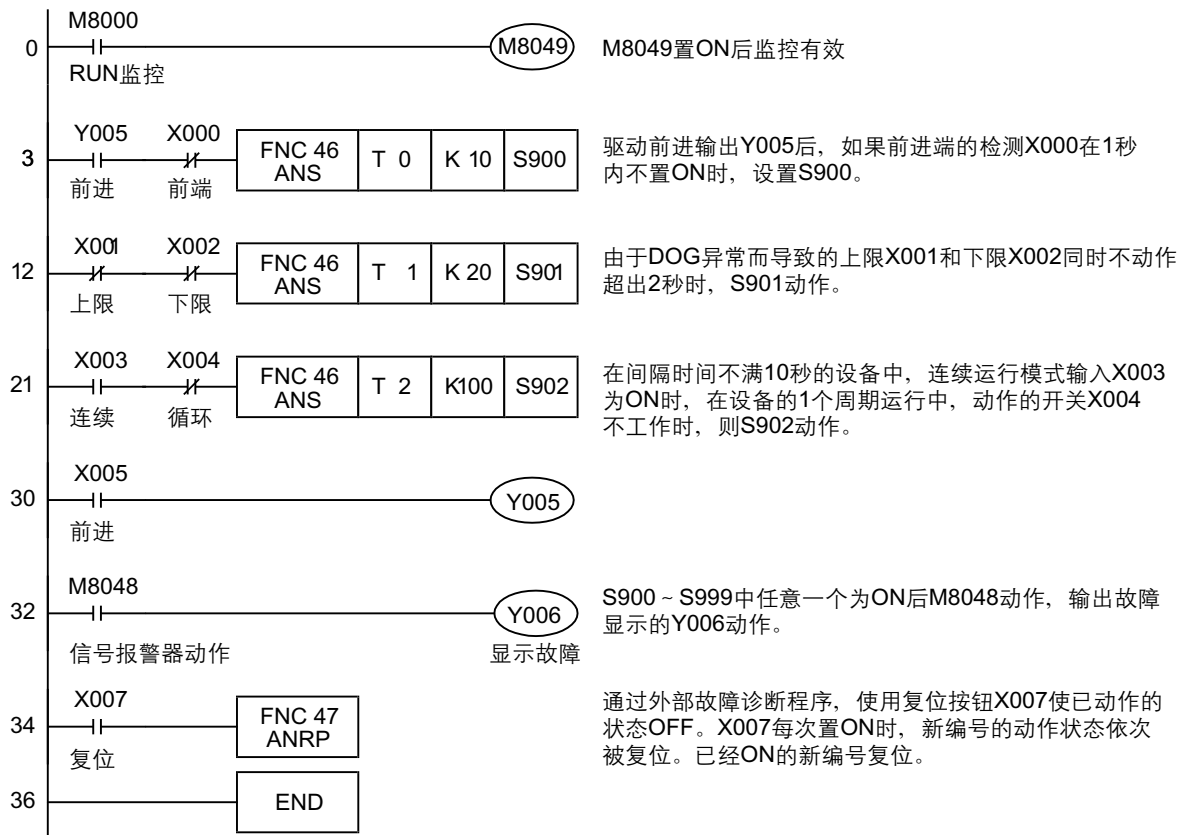 M8000
0
M8049
M8049置ON后监控有效
RUN监控
Y005 X000
3
FNC 46
ANS
T 0
K 10
S900
前进 前端
驱动前进输出Y005后，如果前进端的检测X000在1秒
内不置ON时，设置S900。
X001 X002
12
FNC 46
ANS
T 1
K 20
S901
上限 下限
由于DOG异常而导致的上限X001和下限X002同时不动作
超出2秒时，S901动作。
X003 X004
21
FNC 46
ANS
T 2
K100
S902
连续 循环
在间隔时间不满10秒的设备中，连续运行模式输入X003
为ON时，在设备的1个周期运行中，动作的开关X004
不工作时，则S902动作。
X005
30
Y005
前进
M8048
32
Y006
信号报警器动作
显示故障
S900~S999中任意一个为ON后M8048动作，输出故障
显示的Y006动作。
X007
34
FNC 47
ANRP
复位
通过外部故障诊断程序，使用复位按钮X007使已动作的
状态OFF。X007每次置ON时，新编号的动作状态依次
被复位。已经ON的新编号复位。
36
END